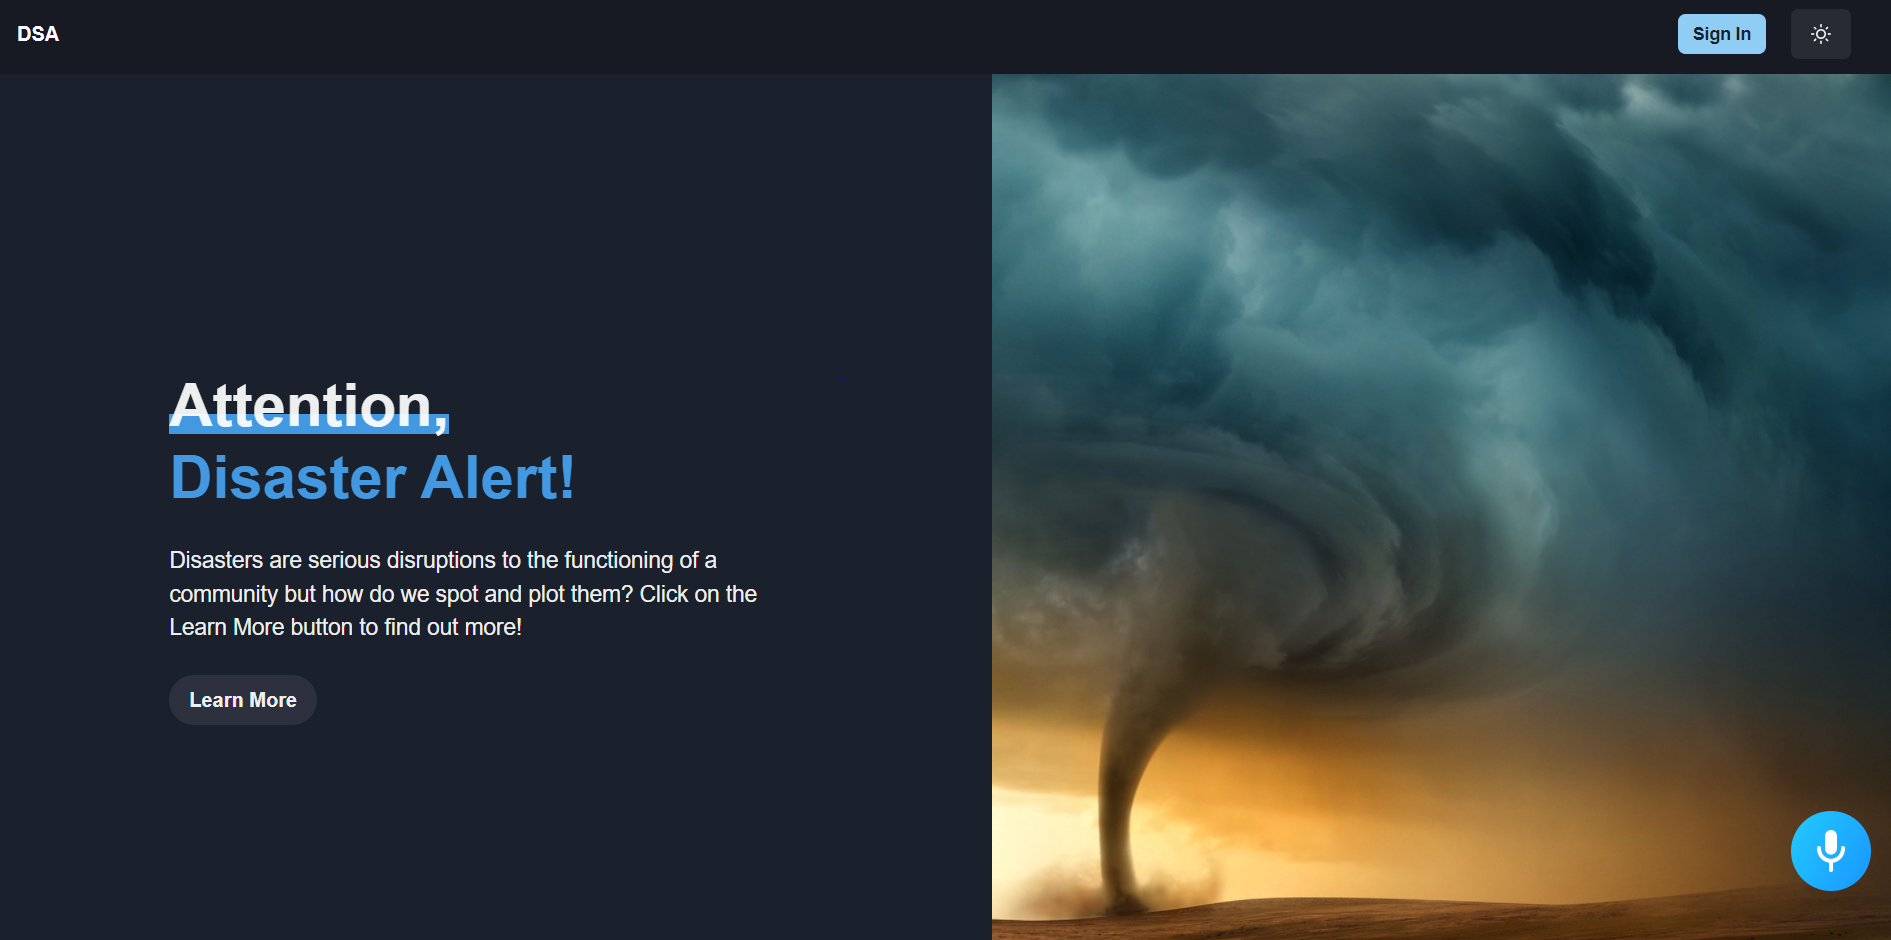 DSA
Sign In
Attention,
Disaster Alert!
Disasters are serious disruptions to the functioning of a
community but how do we spot and plot them? Click on the
Learn More button to find out more!
Learn More